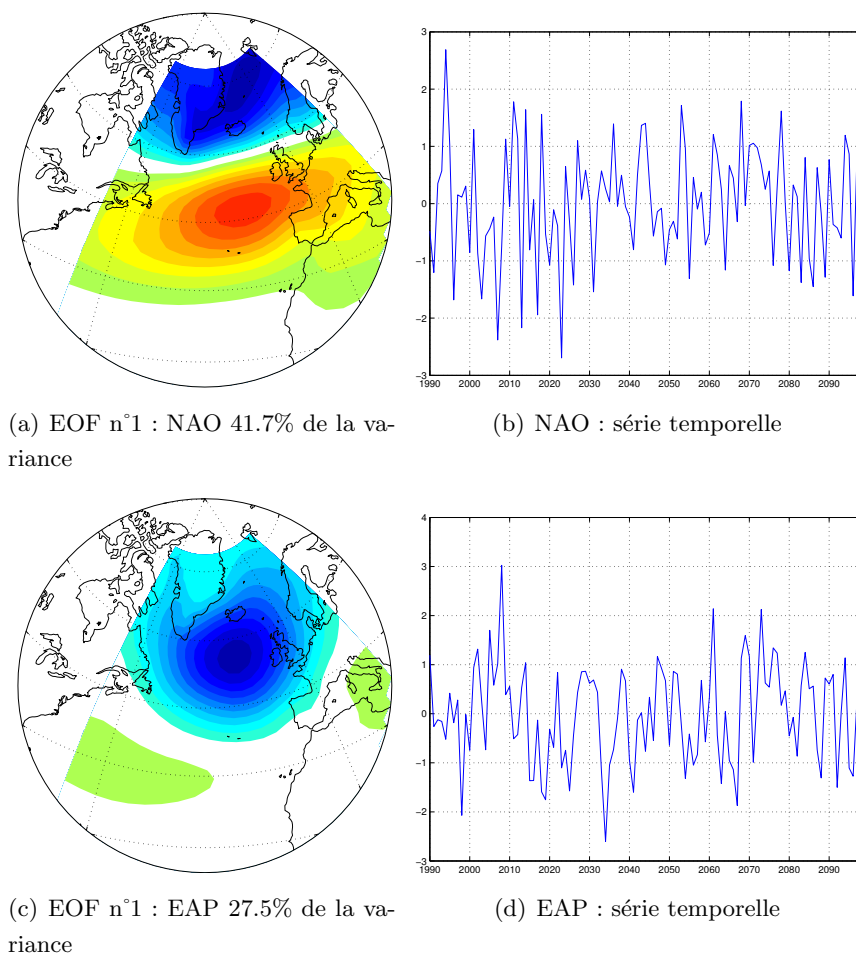 3
2
1
0
-1
-2
-3
1990 2000 2010 2020 2030 2040 2050 2060 2070 2080 2090
(a) EOF n°1 : NAO 41.7% de la va-
riance
(b) NAO : série temporelle
4
3
2
1
0
-1
-2
-3
1990 2000 2010 2020 2030 2040 2050 2060 2070 2080 2090
(c) EOF n°1 : EAP 27.5% de la va-
riance
(d) EAP : série temporelle